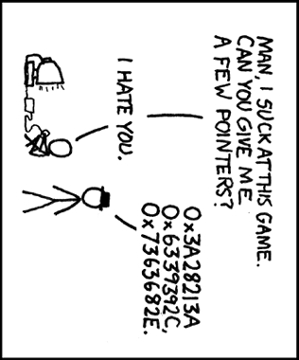 MAN, I SUCK AT THIS GAME.
CAN YOU GIVE ME
A FEW POINTERS?
0x3A28213A
0x6339392C,
0x7363682E.
I HATE YOU.